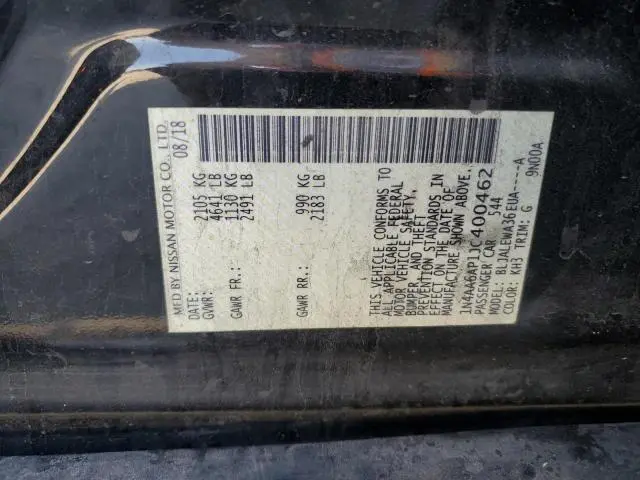 MFD BY NISSAN MOTOR CO., LTD.
DATE: 08/18
GVWR: 2105 KG
4641 LB
GAWR FR.: 1130 KG
2491 LB
GAWR RR.: 990 KG
2183 LB
THIS VEHICLE CONFORMS TO
ALL APPLICABLE FEDERAL
MOTOR VEHICLE SAFETY,
BUMPER, AND THEFT
PREVENTION STANDARDS IN
EFFECT ON THE DATE OF
MANUFACTURE SHOWN ABOVE.
1N4AA6AP1JC400462
PASSENGER CAR 544
MODEL: BLJALEWA36EUA-----A
COLOR: KH3 TRIM: G 9N00A